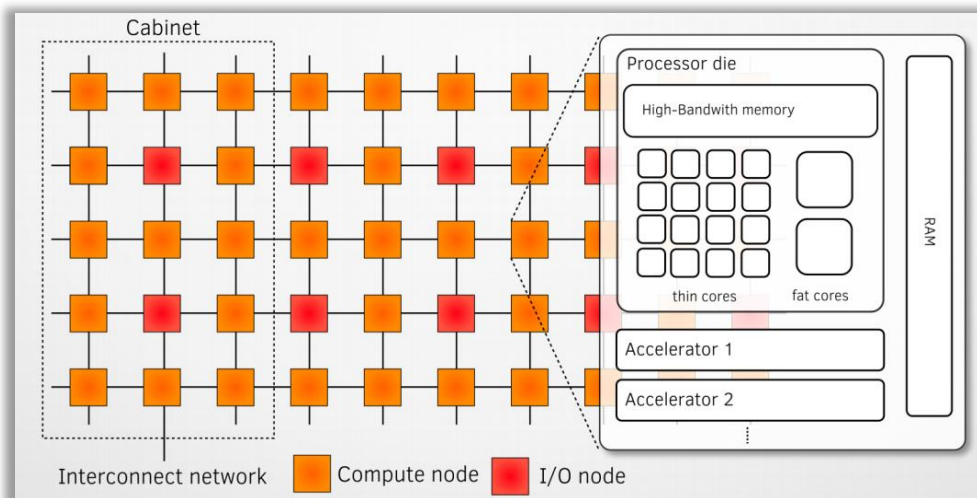 Cabinet
Processor die
High-Bandwith memory
thin cores
fat cores
RAM
Accelerator 1
Accelerator 2
Interconnect network
Compute node
I/O node